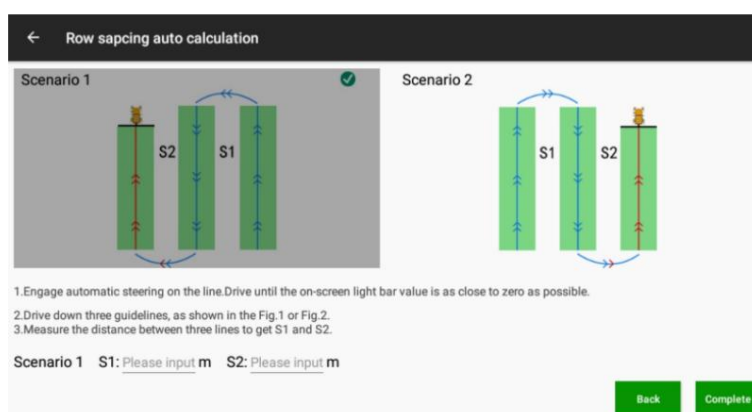 Row sapcing auto calculation
Scenario 1
Scenario 2
S2 S1
S1 S2
1.Engage automatic steering on the line.Drive until the on-screen light bar value is as close to zero as possible.
2.Drive down three guidelines, as shown in the Fig.1 or Fig.2.
3.Measure the distance between three lines to get S1 and S2.
Scenario 1 S1: Please input m S2: Please input m
Back Complete